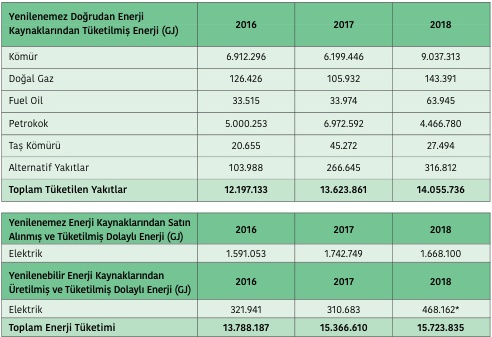 Yenilenemez Doğrudan Enerji
Kaynaklarından Tüketilmiş Enerji (GJ) 2016 2017 2018
Kömür 6.912.296 6.199.446 9.037.313
Doğal Gaz 126.426 105.932 143.391
Fuel Oil 33.515 33.974 63.945
Petrokok 5.000.253 6.972.592 4.466.780
Taş Kömürü 20.655 45.272 27.494
Alternatif Yakıtlar 103.988 266.645 316.812
Toplam Tüketilen Yakıtlar 12.197.133 13.623.861 14.055.736
Yenilenemez Enerji Kaynaklarından Satın
Alınmış ve Tüketilmiş Dolaylı Enerji (GJ) 2016 2017 2018
Elektrik 1.591.053 1.742.749 1.668.100
Yenilenebilir Enerji Kaynaklarından
Üretilmiş ve Tüketilmiş Dolaylı Enerji (GJ) 2016 2017 2018
Elektrik 321.941 310.683 468.162*
Toplam Enerji Tüketimi 13.788.187 15.366.610 15.723.835